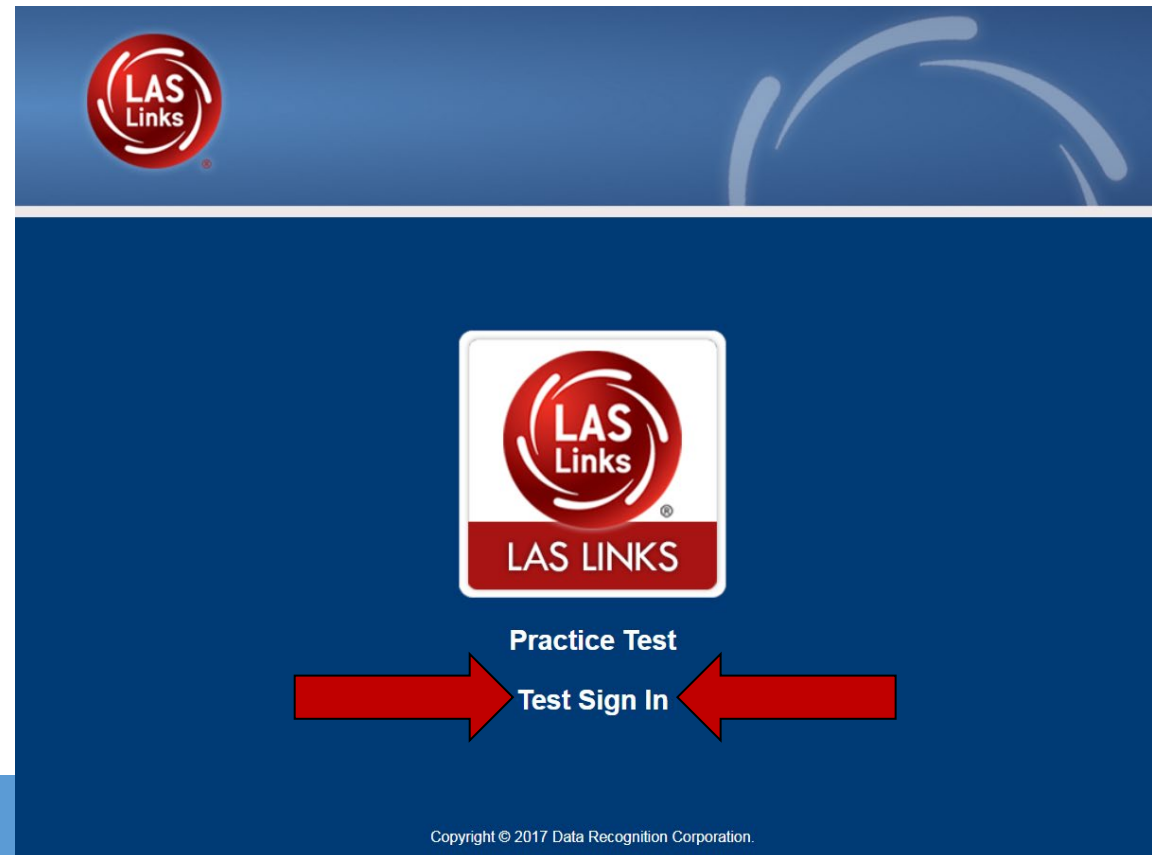 LAS
Links
®
LAS
Links
®
LAS LINKS
Practice Test
Test Sign In
Copyright © 2017 Data Recognition Corporation.